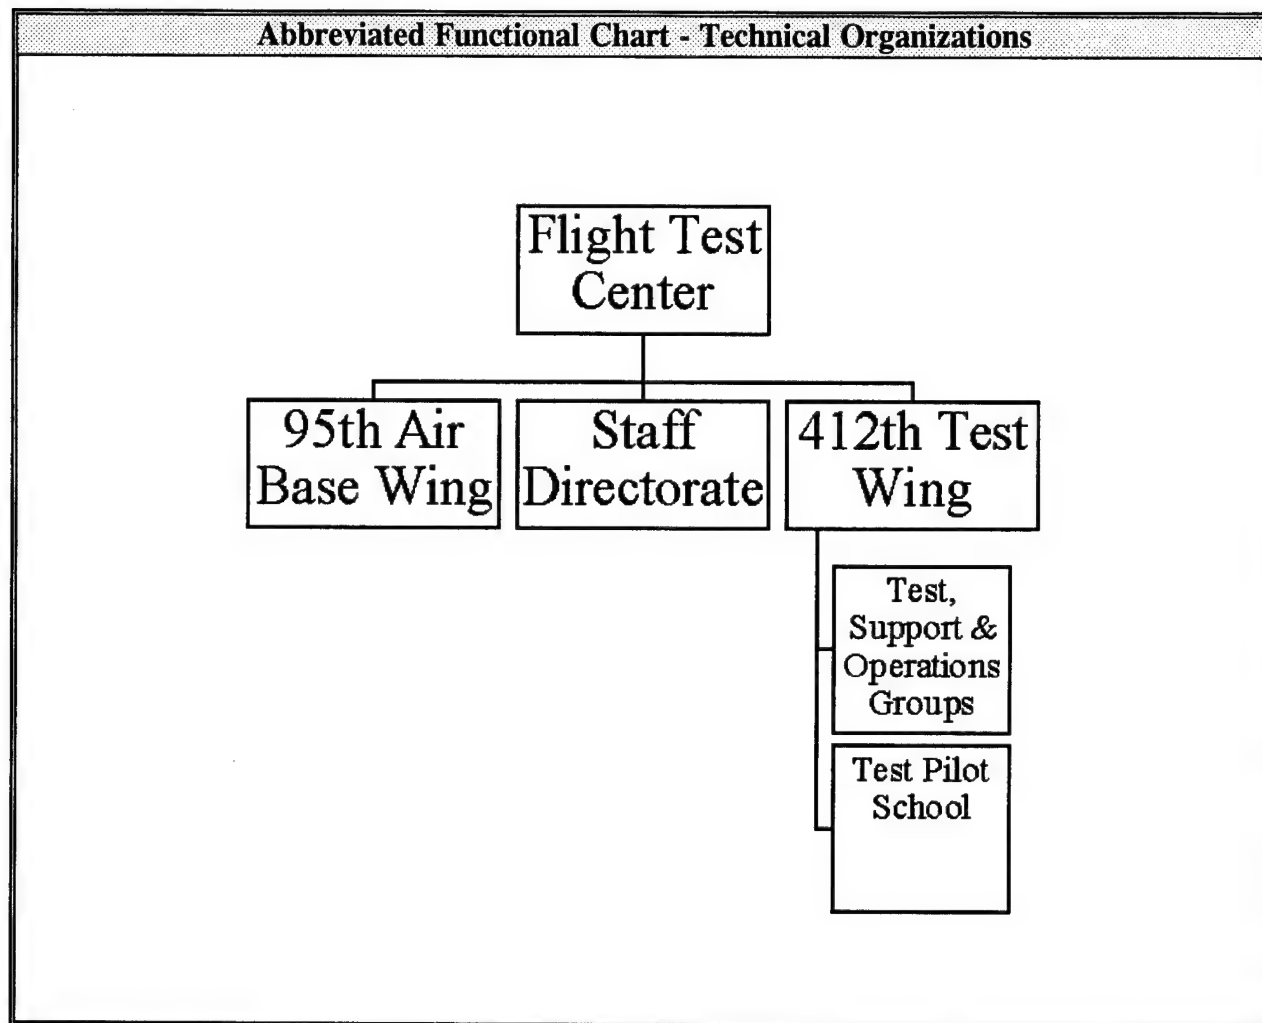 Abbreviated Functional Chart - Technical Organizations
Flight Test
Center
95th Air
Base Wing
Staff
Directorate
412th Test
Wing
Test,
Support &
Operations
Groups
Test Pilot
School